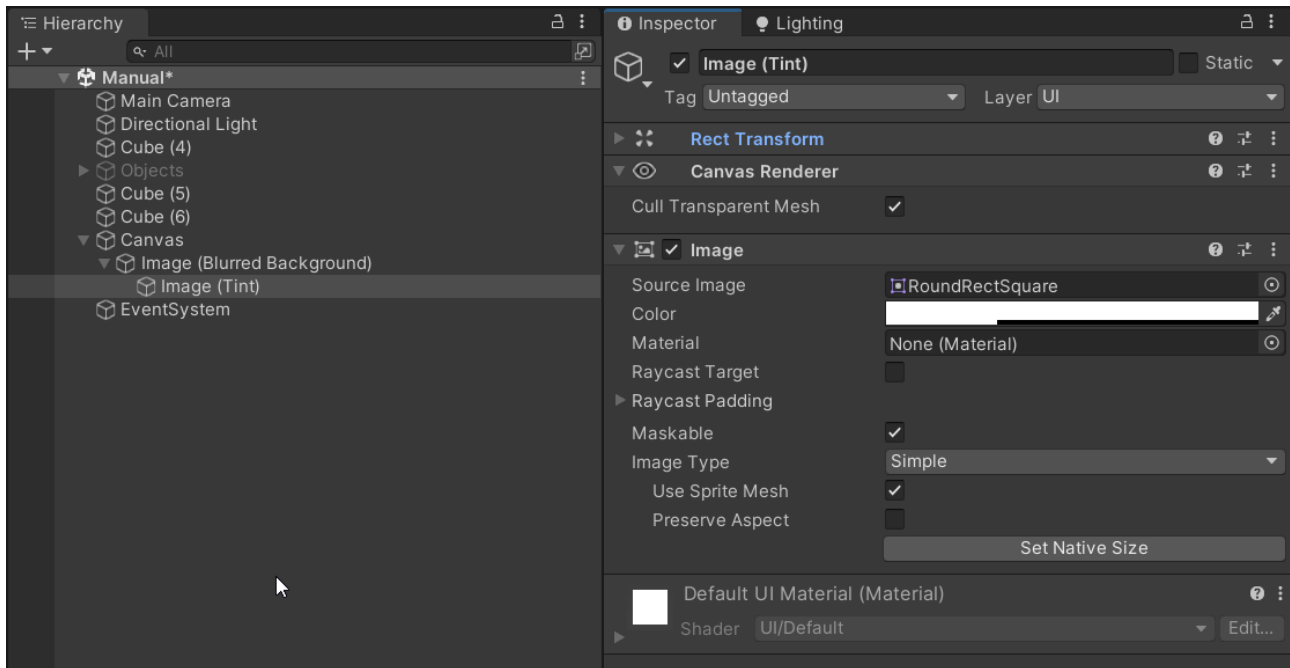 Hierarchy
All
Manual*
Main Camera
Directional Light
Cube (4)
Objects
Cube (5)
Cube (6)
Canvas
Image (Blurred Background)
Image (Tint)
EventSystem
Inspector Lighting
Image (Tint) Static
Tag Untagged Layer UI
Rect Transform
Canvas Renderer
Cull Transparent Mesh
Image
Source Image RoundRectSquare
Color
Material None (Material)
Raycast Target
Raycast Padding
Maskable
Image Type Simple
Use Sprite Mesh
Preserve Aspect
Set Native Size
Default UI Material (Material)
Shader UI/Default Edit...